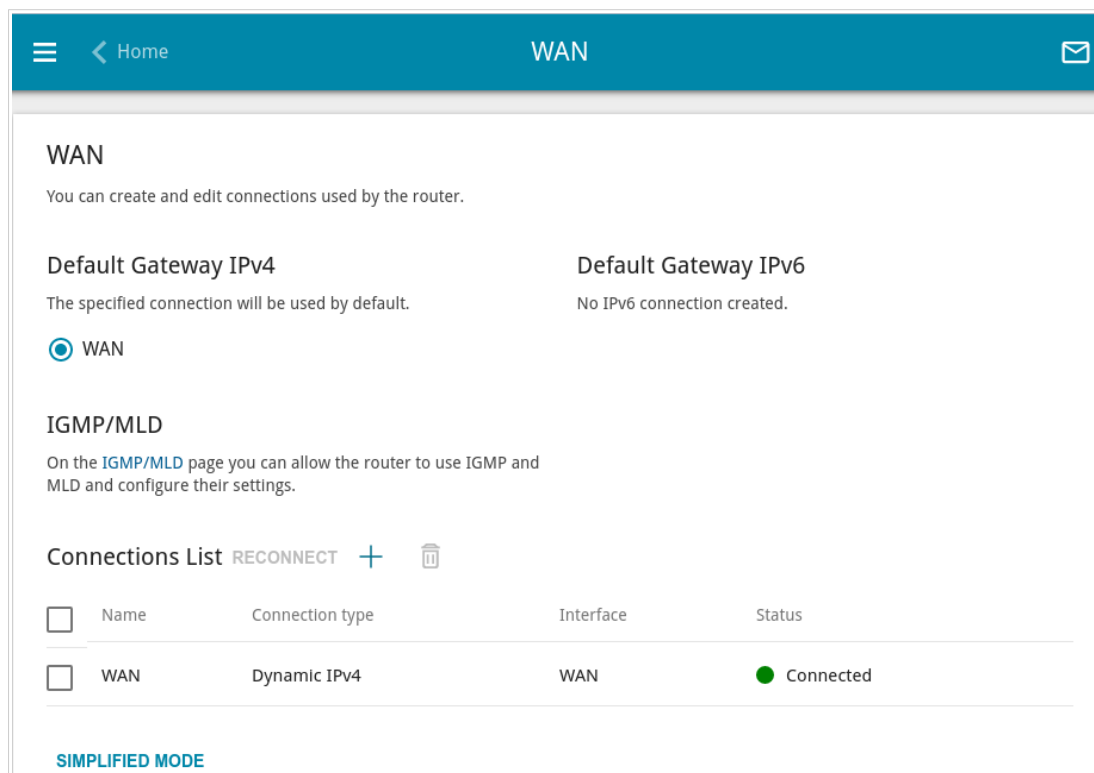 Home
WAN
WAN
You can create and edit connections used by the router.
Default Gateway IPv4
The specified connection will be used by default.
WAN
Default Gateway IPv6
No IPv6 connection created.
IGMP/MLD
On the IGMP/MLD page you can allow the router to use IGMP and
MLD and configure their settings.
Connections List RECONNECT
Name Connection type Interface Status
WAN Dynamic IPv4 WAN Connected
SIMPLIFIED MODE